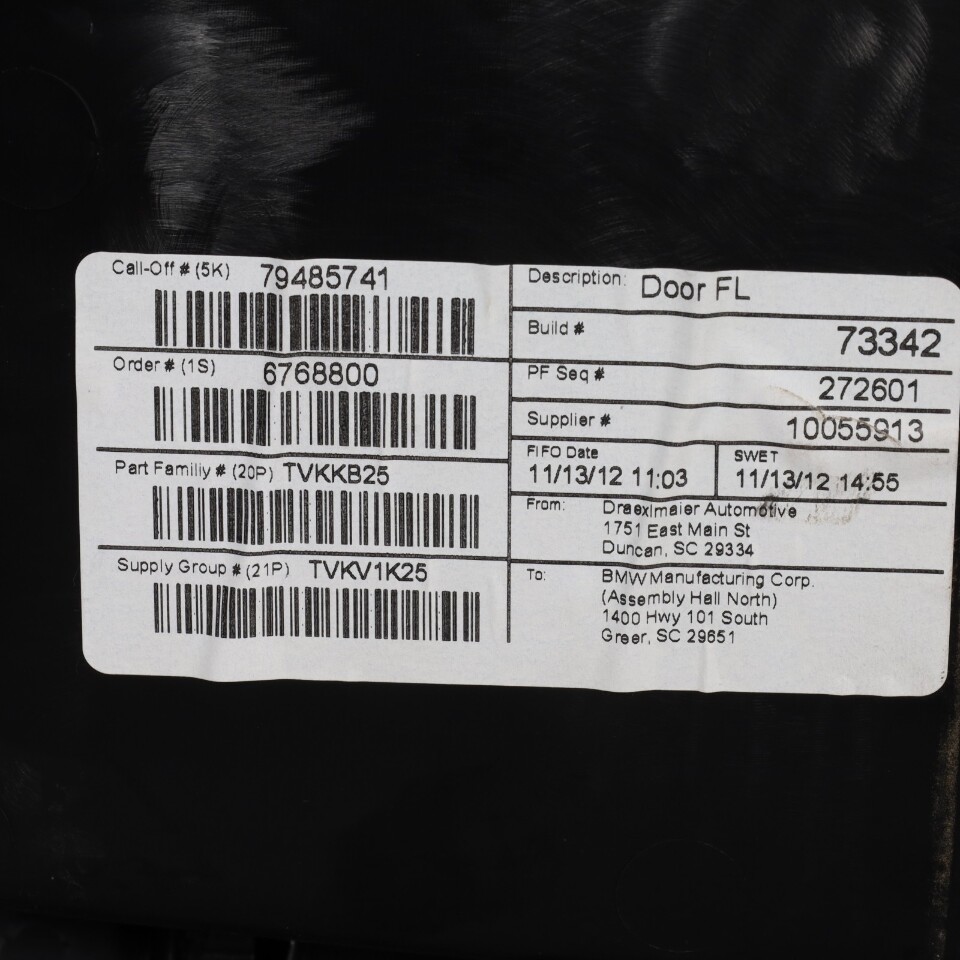 Call-Off # (5K) 79485741
Order # (1S) 6768800
Part Familiy # (20P) TVKKB25
Supply Group # (21P) TVKV1K25
Description: Door FL
Build # 73342
PF Seq # 272601
Supplier # 10055913
FIFO Date
11/13/12 11:03
SWET
11/13/12 14:55
From: Draexlmaier Automotive
1751 East Main St
Duncan, SC 29334
To: BMW Manufacturing Corp.
(Assembly Hall North)
1400 Hwy 101 South
Greer, SC 29651